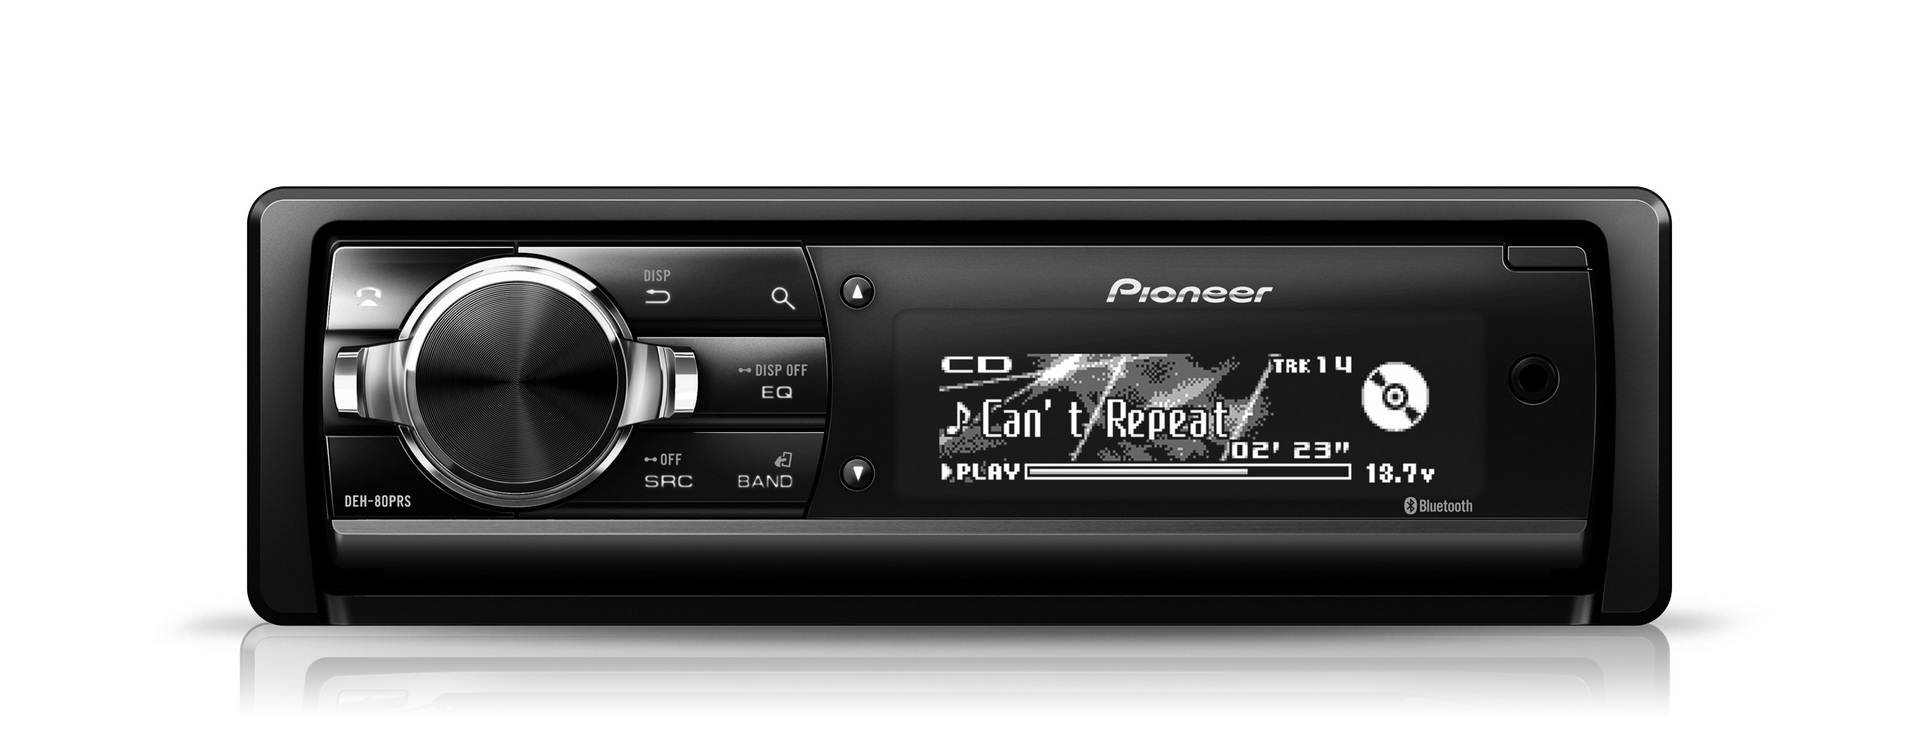 DISP
Pioneer
CD
TRK 14
DISP OFF
EQ
♪ Can't Repeat
02' 23"
OFF
SRC
BAND
PLAY
13.7v
DEH-80PRS
Bluetooth